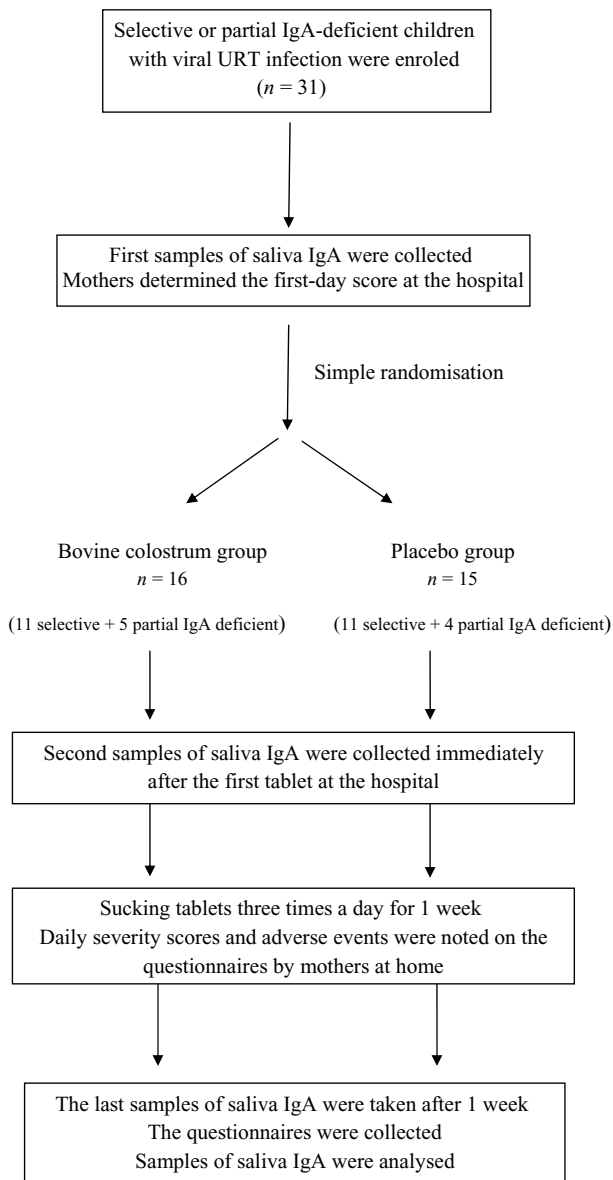 Selective or partial IgA-deficient children
with viral URT infection were enroled
(n = 31)
First samples of saliva IgA were collected
Mothers determined the first-day score at the hospital
Simple randomisation
Bovine colostrum group
n = 16
(11 selective + 5 partial IgA deficient)
Placebo group
n = 15
(11 selective + 4 partial IgA deficient)
Second samples of saliva IgA were collected immediately
after the first tablet at the hospital
Sucking tablets three times a day for 1 week
Daily severity scores and adverse events were noted on the
questionnaires by mothers at home
The last samples of saliva IgA were taken after 1 week
The questionnaires were collected
Samples of saliva IgA were analysed